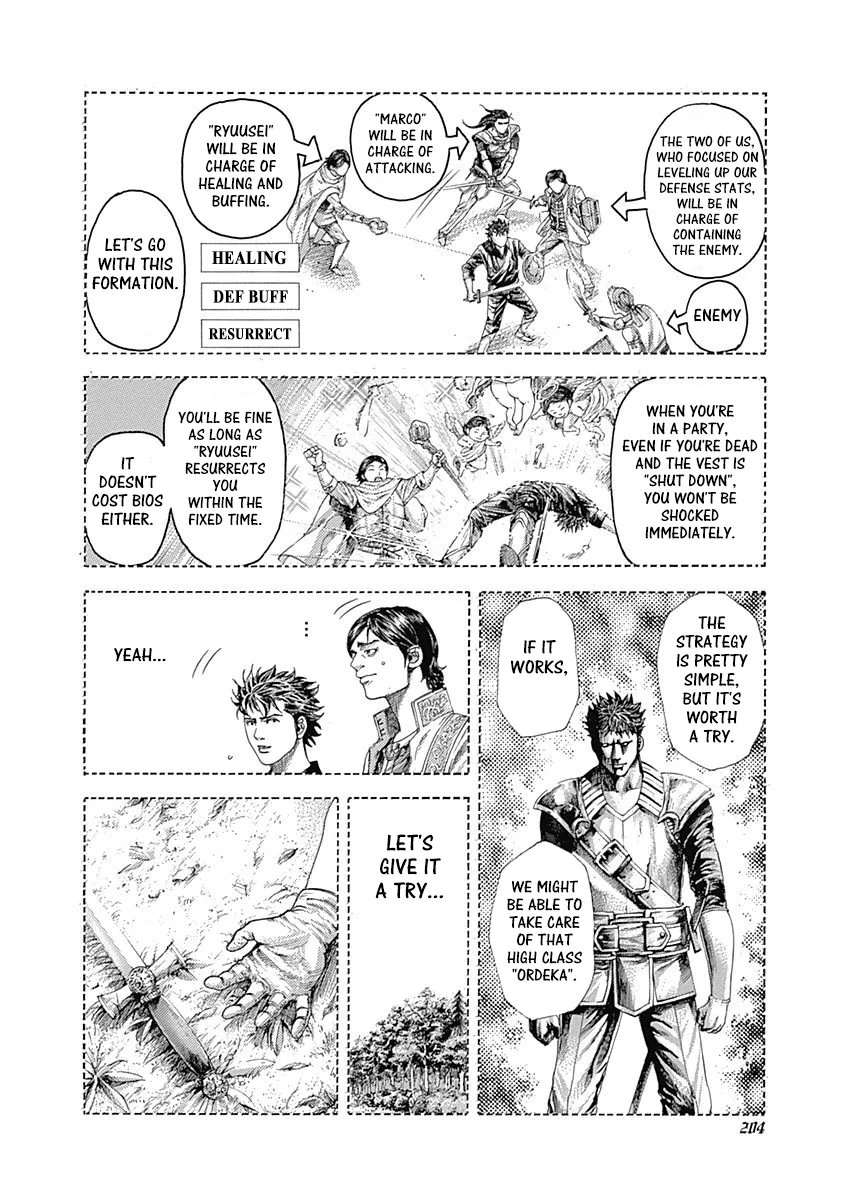 THE TWO OF US,
WHO FOCUSED ON
LEVELING UP OUR
DEFENSE STATS,
WILL BE IN
CHARGE OF
CONTAINING
THE ENEMY.
"MARCO"
WILL BE IN
CHARGE OF
ATTACKING.
"RYUUSEI"
WILL BE IN
CHARGE OF
HEALING AND
BUFFING.
ENEMY
HEALING
DEF BUFF
RESURRECT
LET'S GO
WITH THIS
FORMATION.
WHEN YOU'RE
IN A PARTY,
EVEN IF YOU'RE DEAD
AND THE VEST IS
"SHUT DOWN",
YOU WON'T BE
SHOCKED
IMMEDIATELY.
YOU'LL BE FINE
AS LONG AS
"RYUUSEI"
RESURRECTS
YOU
WITHIN THE
FIXED TIME.
IT
DOESN'T
COST BIOS
EITHER.
THE
STRATEGY
IS PRETTY
SIMPLE,
BUT IT'S
WORTH
A TRY.
IF IT
WORKS,
WE MIGHT
BE ABLE TO
TAKE CARE
OF THAT
HIGH CLASS
"ORDEKA".
...
YEAH...
LET'S
GIVE IT
A TRY...
204